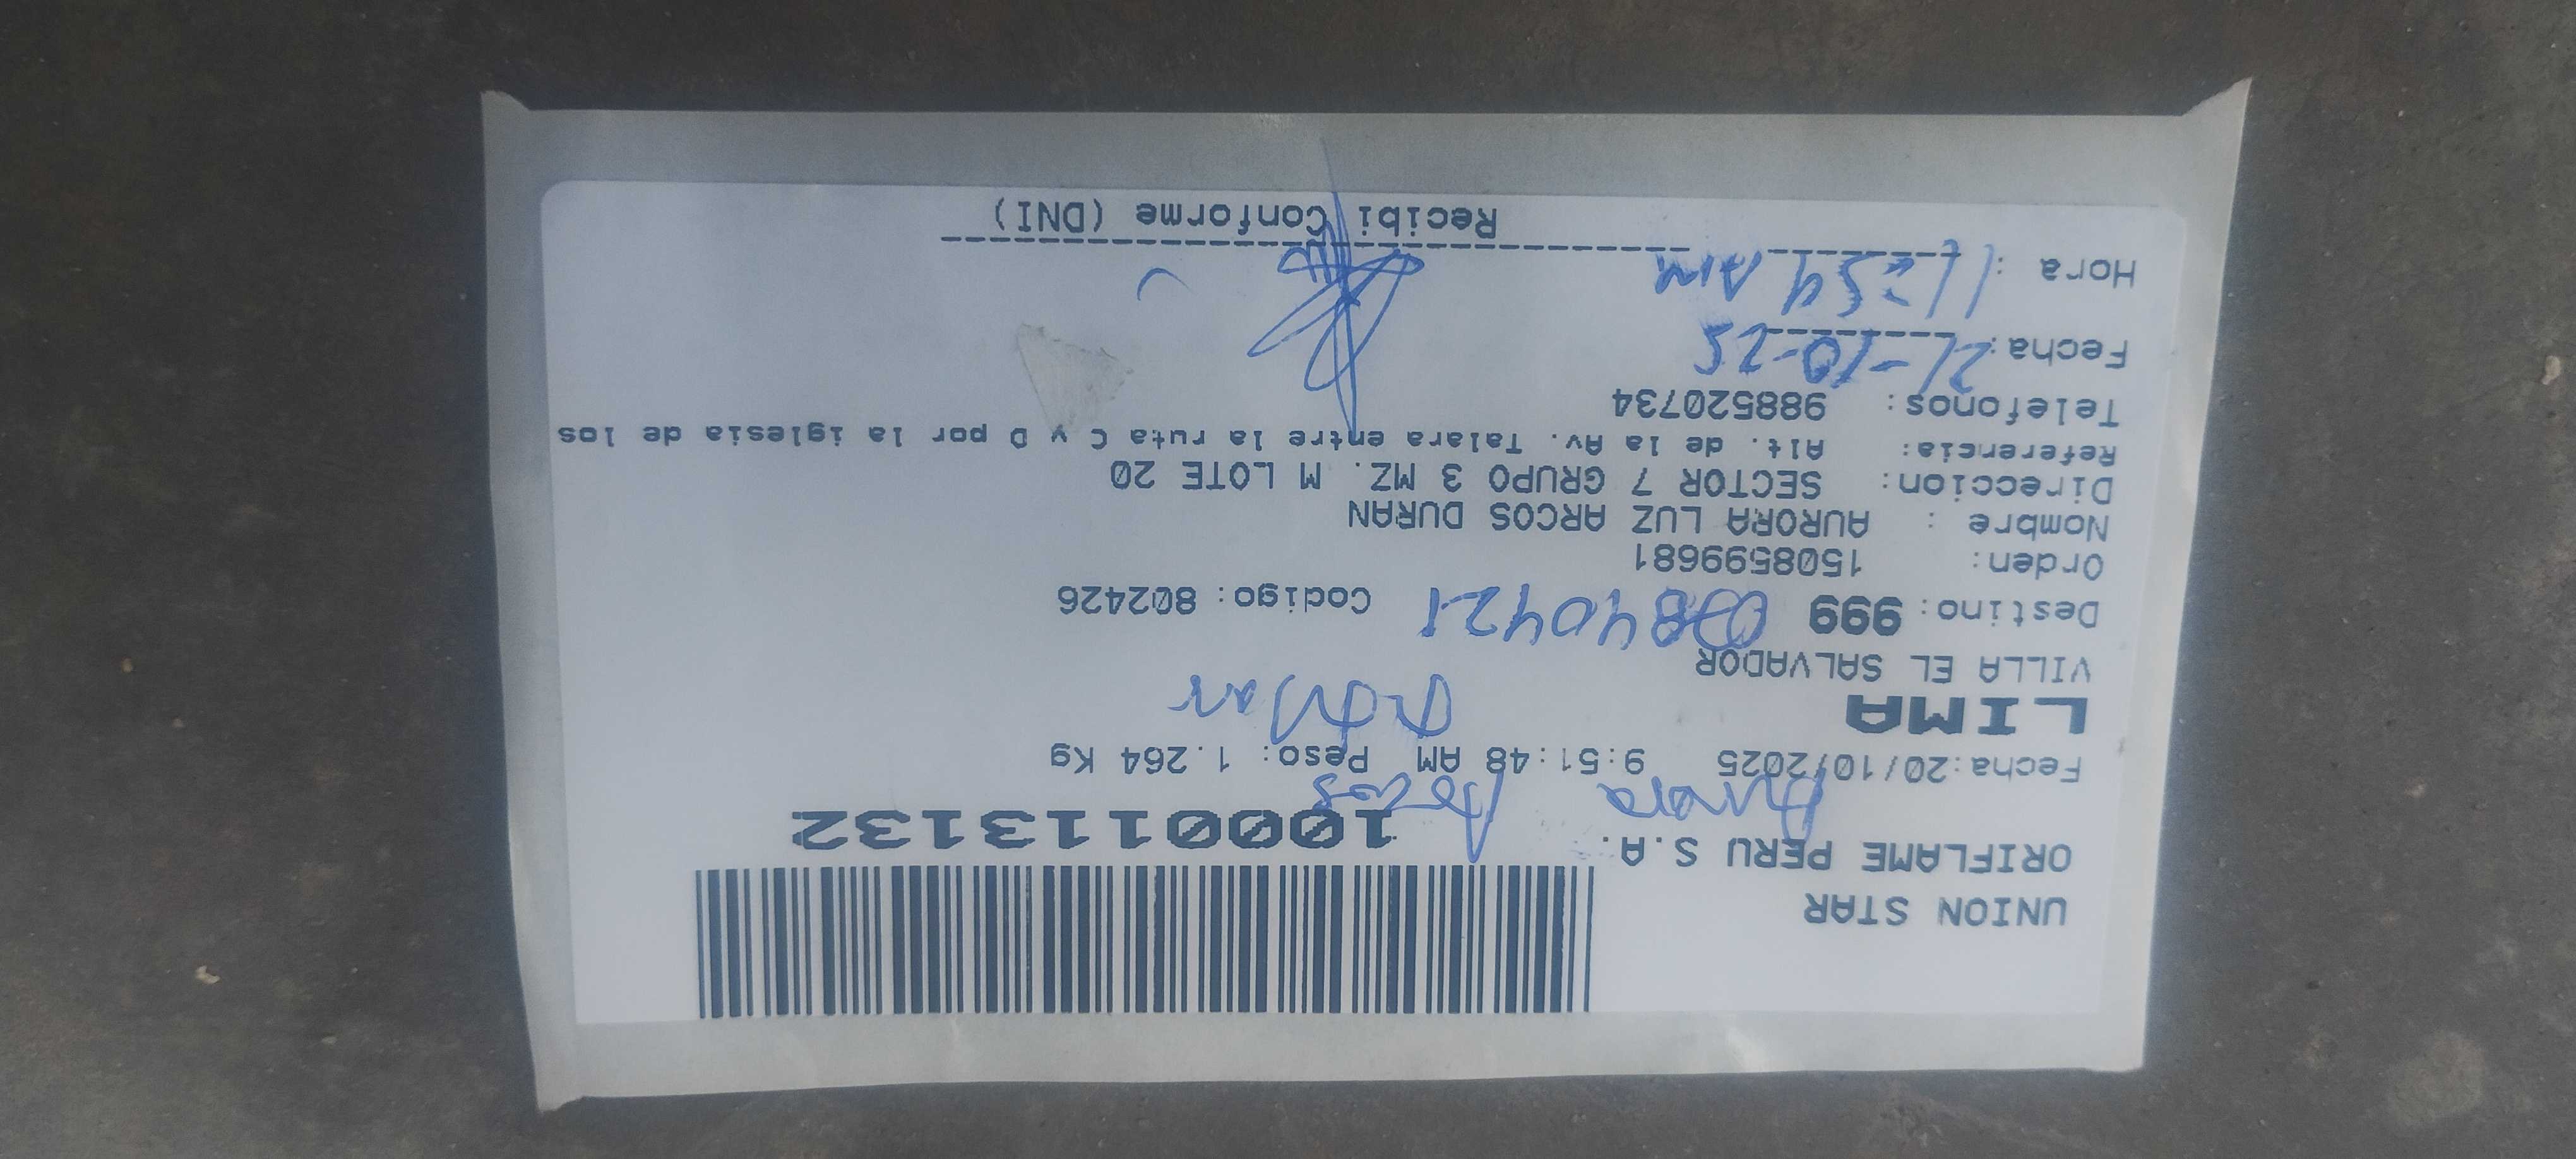 UNION STAR
ORIFLAME PERU S.A.
1000113132
Arcos
Fecha:20/10/2025 9:51:48 AM Peso: 1.264 Kg
LIMA
VILLA EL SALVADOR
Destino: 999 Codigo: 802426
Orden: 1508599681
Nombre : AURORA LUZ ARCOS DURAN
Direccion: SECTOR 7 GRUPO 3 MZ. M LOTE 20
Referencia: Alt. de la Av. Talara entre la ruta C y D por la iglesia de los
Telefonos: 988520734
Fecha: 21-10-25
Hora : 11:54 AM
Recibi Conforme (DNI)